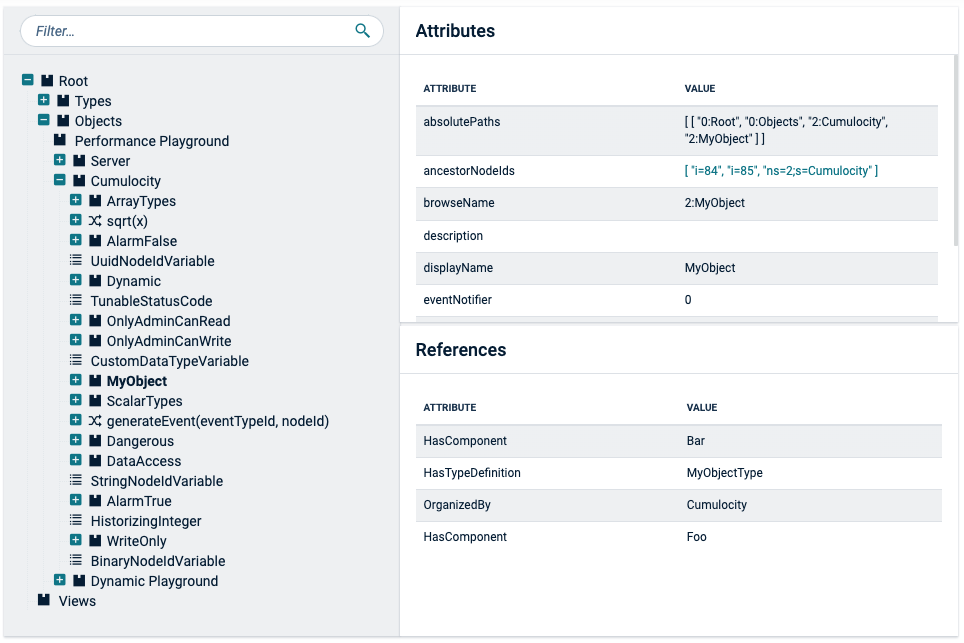 Filter...
Root
Types
Objects
Performance Playground
Server
Cumulocity
ArrayTypes
sqrt(x)
AlarmFalse
UuidNodeIdVariable
Dynamic
TunableStatusCode
OnlyAdminCanRead
OnlyAdminCanWrite
CustomDataTypeVariable
MyObject
ScalarTypes
generateEvent(eventTypeId, nodeId)
Dangerous
DataAccess
StringNodeIdVariable
AlarmTrue
HistorizingInteger
WriteOnly
BinaryNodeIdVariable
Dynamic Playground
Views
Attributes
ATTRIBUTE VALUE
absolutePaths [ [ "0:Root", "0:Objects", "2:Cumulocity",
"2:MyObject" ] ]
ancestorNodeIds [ "i=84", "i=85", "ns=2;s=Cumulocity" ]
browseName 2:MyObject
description
displayName MyObject
eventNotifier 0
References
ATTRIBUTE VALUE
HasComponent Bar
HasTypeDefinition MyObjectType
OrganizedBy Cumulocity
HasComponent Foo